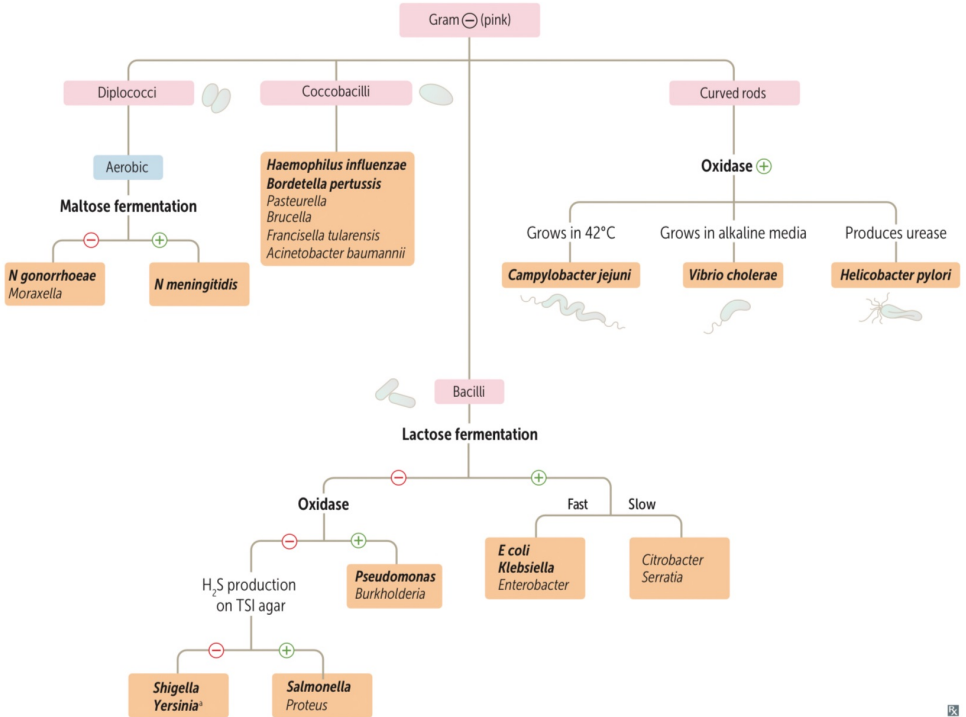 Gram ⊖ (pink)
Diplococci
Coccobacilli
Curved rods
Aerobic
Maltose fermentation
⊖
⊕
N gonorrhoeae
Moraxella
N meningitidis
Haemophilus influenzae
Bordetella pertussis
Pasteurella
Brucella
Francisella tularensis
Acinetobacter baumannii
Oxidase ⊕
Grows in 42°C
Grows in alkaline media
Produces urease
Campylobacter jejuni
Vibrio cholerae
Helicobacter pylori
Bacilli
Lactose fermentation
⊖
⊕
Oxidase
Fast
Slow
⊖
⊕
E coli
Klebsiella
Enterobacter
Citrobacter
Serratia
Pseudomonas
Burkholderia
H₂S production
on TSI agar
⊖
⊕
Shigella
Yersiniaᵃ
Salmonella
Proteus
Rx